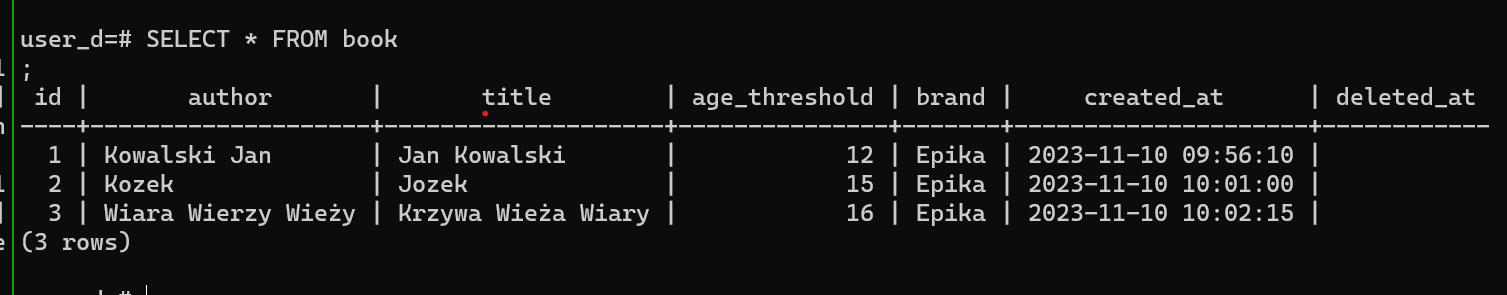 user_d=# SELECT * FROM book
;
 id |       author       |       title        | age_threshold | brand |     created_at      | deleted_at
----+--------------------+--------------------+---------------+-------+---------------------+------------
  1 | Kowalski Jan       | Jan Kowalski       |            12 | Epika | 2023-11-10 09:56:10 |
  2 | Kozek              | Jozek              |            15 | Epika | 2023-11-10 10:01:00 |
  3 | Wiara Wierzy Wieży | Krzywa Wieża Wiary |            16 | Epika | 2023-11-10 10:02:15 |
(3 rows)